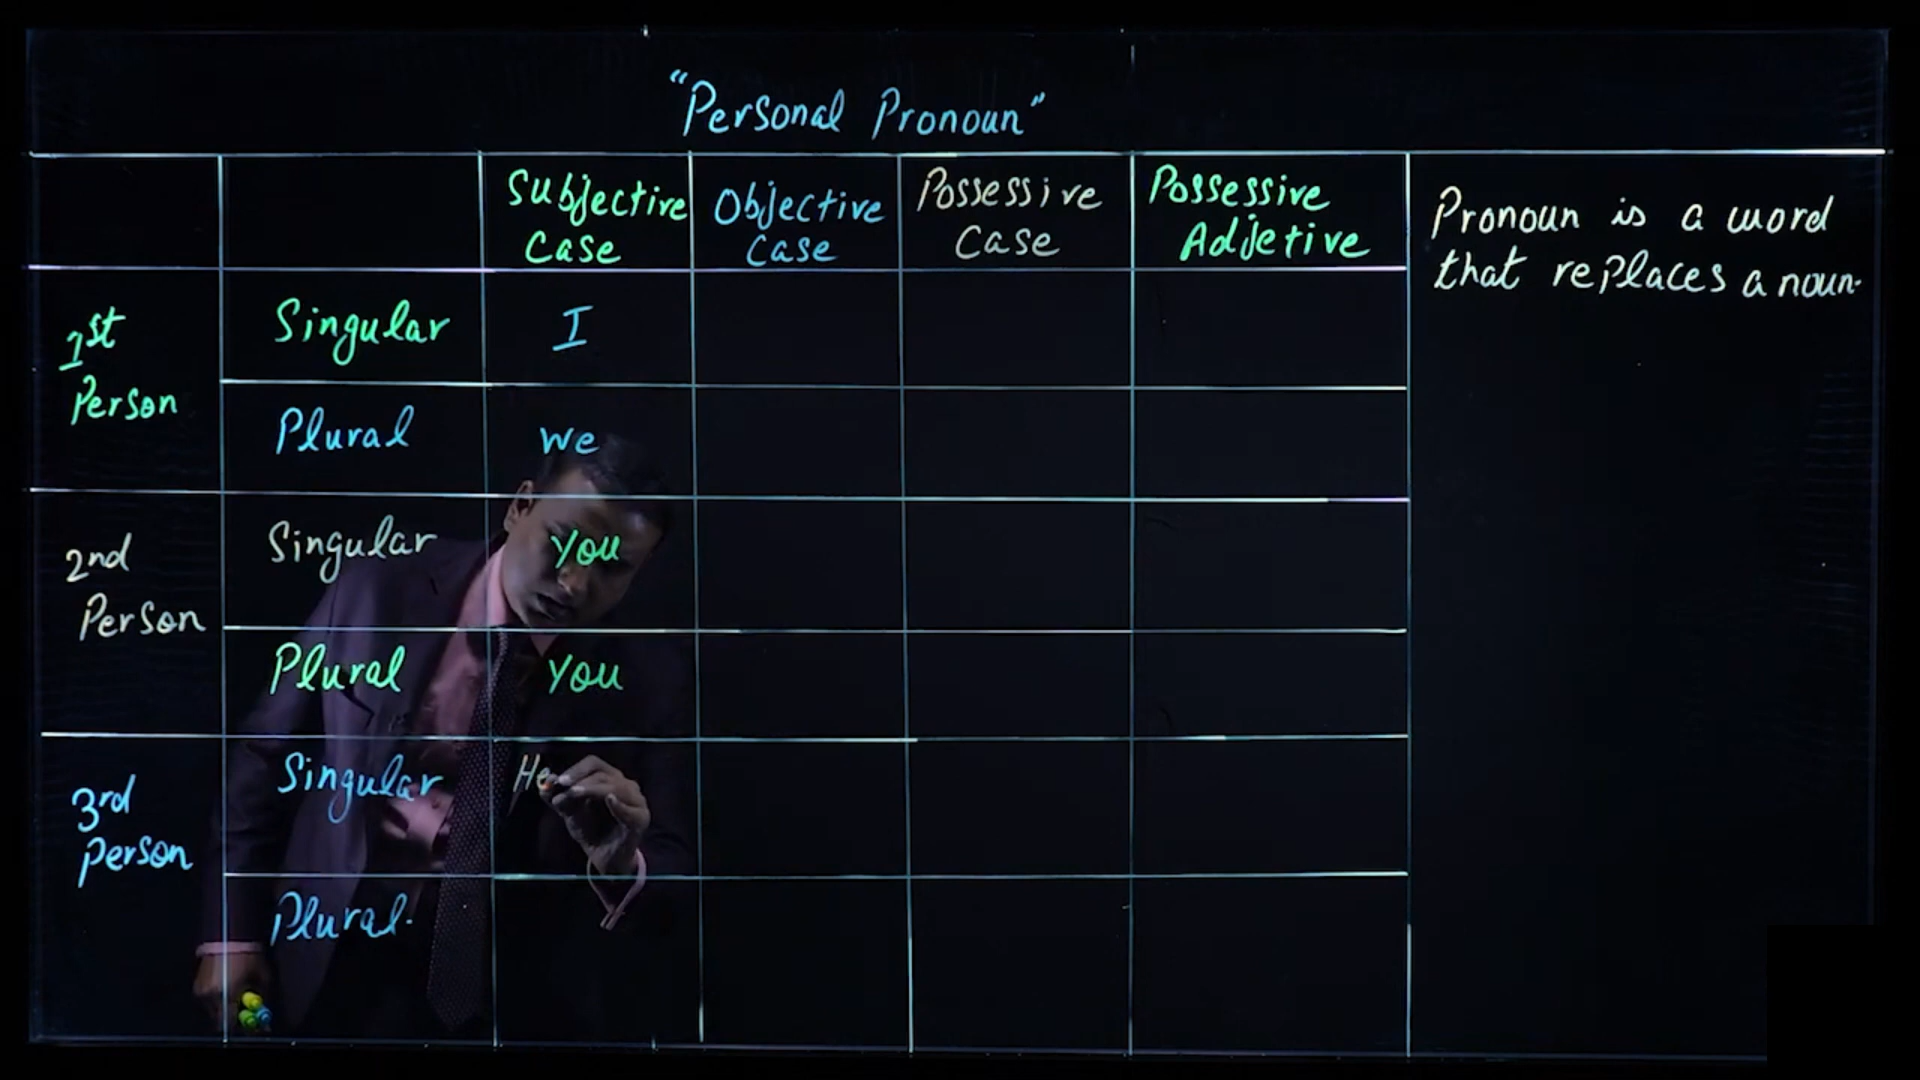 "Personal Pronoun"
Subjective
Case
Objective
Case
Possessive
Case
Possessive
Adjetive
Pronoun is a word
that replaces a noun.
1st
Person
Singular
I
Plural
We
2nd
Person
Singular
You
Plural
You
3rd
Person
Singular
He
Plural.